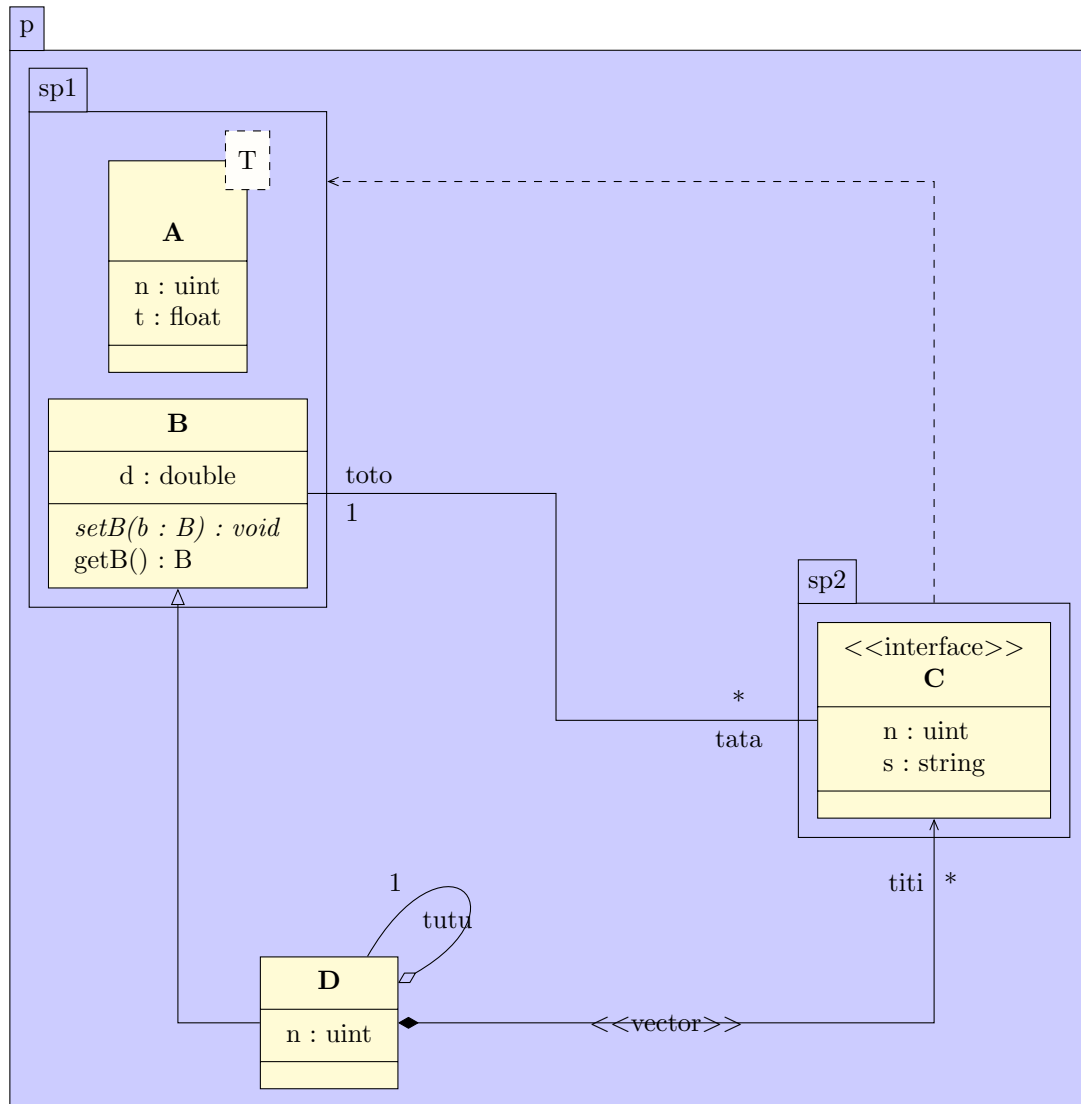 p
sp1
T
A
n : uint
t : float
B
d : double
setB(b : B) : void
getB() : B
toto
1
sp2
<<interface>>
C
n : uint
s : string
*
tata
titi
*
1
tutu
D
n : uint
<<vector>>